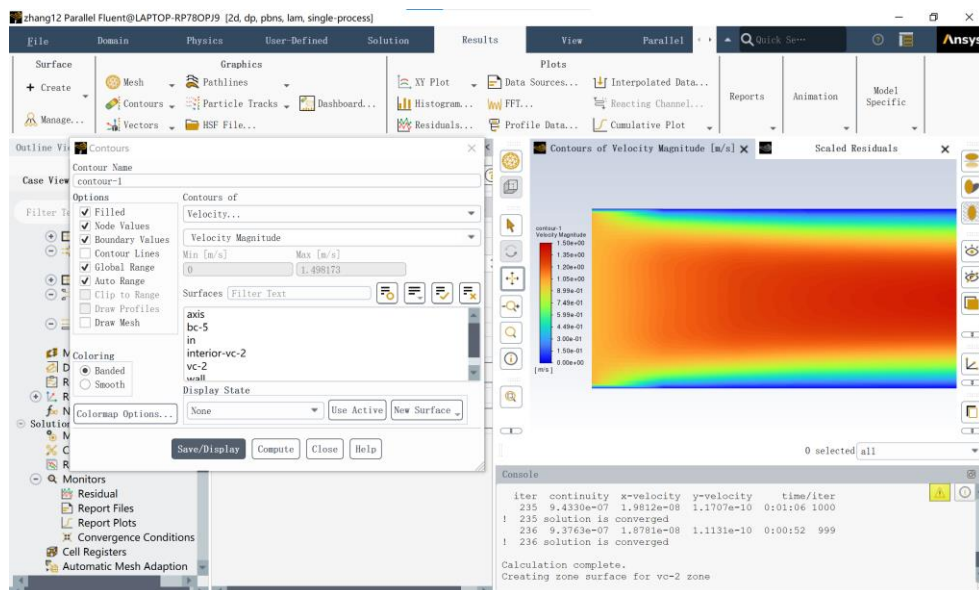 zhang12 Parallel Fluent@LAPTOP-RP78OPJ9 [2d, dp, pbns, lam, single-process]
File Domain Physics User-Defined Solution Results View Parallel Quick Se… Ansys
Surface Graphics Plots
+ Create Mesh Pathlines XY Plot Data Sources... Interpolated Data...
Contours Particle Tracks Dashboard... Histogram... FFT... Reacting Channel... Reports Animation Model Specific
Manage... Vectors HSF File... Residuals... Profile Data... Cumulative Plot
Outline Vi
Case View
Filter Te
Contours
Contour Name
contour-1
Options
Filled
Node Values
Boundary Values
Contour Lines
Global Range
Auto Range
Clip to Range
Draw Profiles
Draw Mesh
Coloring
Banded
Smooth
Colormap Options...
Contours of
Velocity...
Velocity Magnitude
Min [m/s] Max [m/s]
0 1.498173
Surfaces Filter Text
axis
bc-5
in
interior-vc-2
vc-2
wall
Display State
None Use Active New Surface
Save/Display Compute Close Help
Solution
Monitors
Residual
Report Files
Report Plots
Convergence Conditions
Cell Registers
Automatic Mesh Adaption
Contours of Velocity Magnitude [m/s] Scaled Residuals
contour-1
Velocity Magnitude
1.50e+00
1.35e+00
1.20e+00
1.05e+00
8.99e-01
7.49e-01
5.99e-01
4.49e-01
3.00e-01
1.50e-01
0.00e+00
[m/s]
0 selected all
Console
iter continuity x-velocity y-velocity time/iter
235 9.4330e-07 1.9812e-08 1.1707e-10 0:01:06 1000
! 235 solution is converged
236 9.3763e-07 1.8781e-08 1.1131e-10 0:00:52 999
! 236 solution is converged
Calculation complete.
Creating zone surface for vc-2 zone